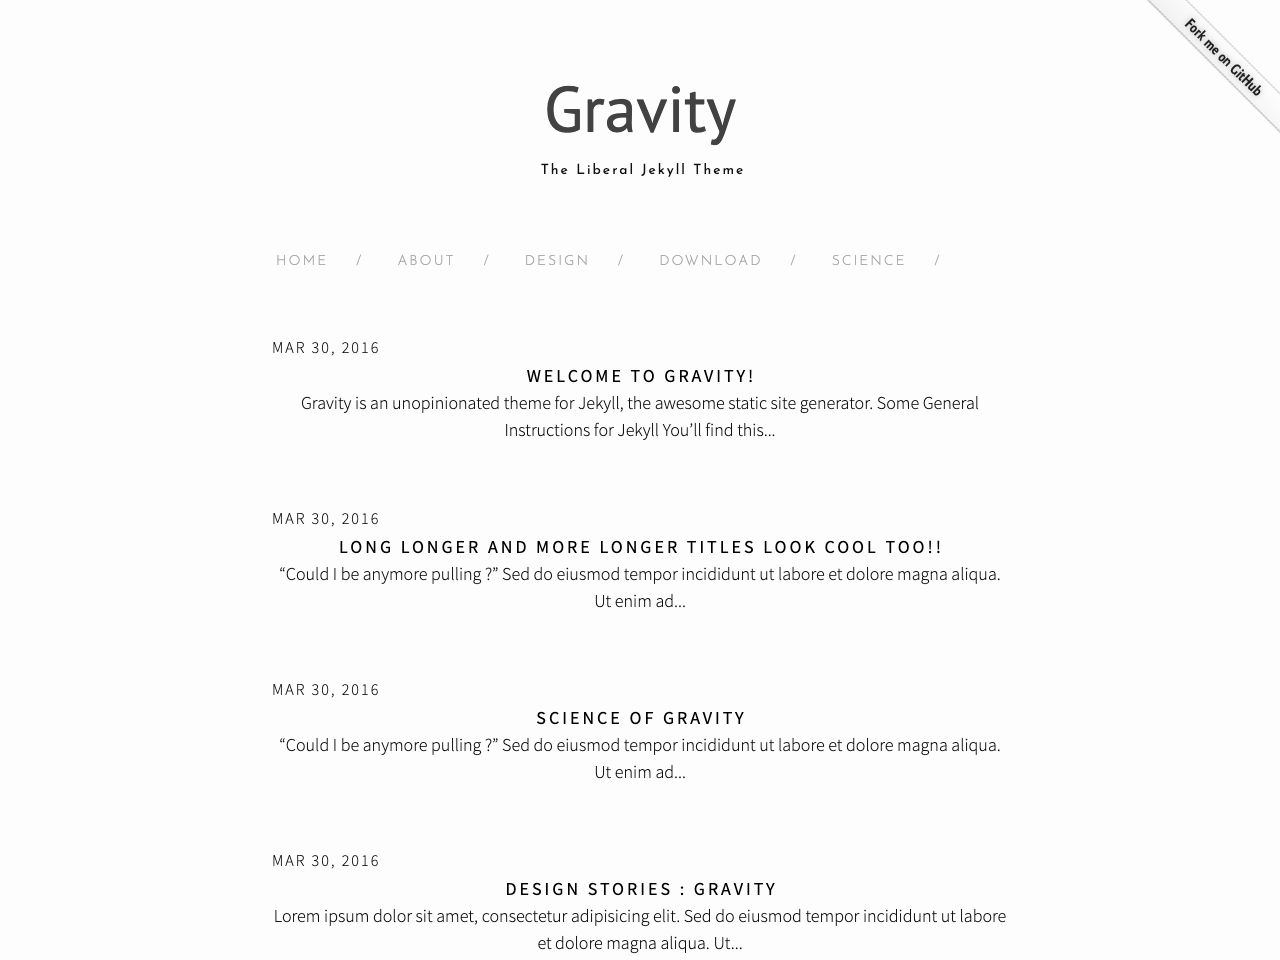 Fork me on GitHub
Gravity
The Liberal Jekyll Theme
HOME / ABOUT / DESIGN / DOWNLOAD / SCIENCE /
MAR 30, 2016
WELCOME TO GRAVITY!
Gravity is an unopinionated theme for Jekyll, the awesome static site generator. Some General
Instructions for Jekyll You’ll find this...
MAR 30, 2016
LONG LONGER AND MORE LONGER TITLES LOOK COOL TOO!!
“Could I be anymore pulling ?” Sed do eiusmod tempor incididunt ut labore et dolore magna aliqua.
Ut enim ad...
MAR 30, 2016
SCIENCE OF GRAVITY
“Could I be anymore pulling ?” Sed do eiusmod tempor incididunt ut labore et dolore magna aliqua.
Ut enim ad...
MAR 30, 2016
DESIGN STORIES : GRAVITY
Lorem ipsum dolor sit amet, consectetur adipisicing elit. Sed do eiusmod tempor incididunt ut labore
et dolore magna aliqua. Ut...